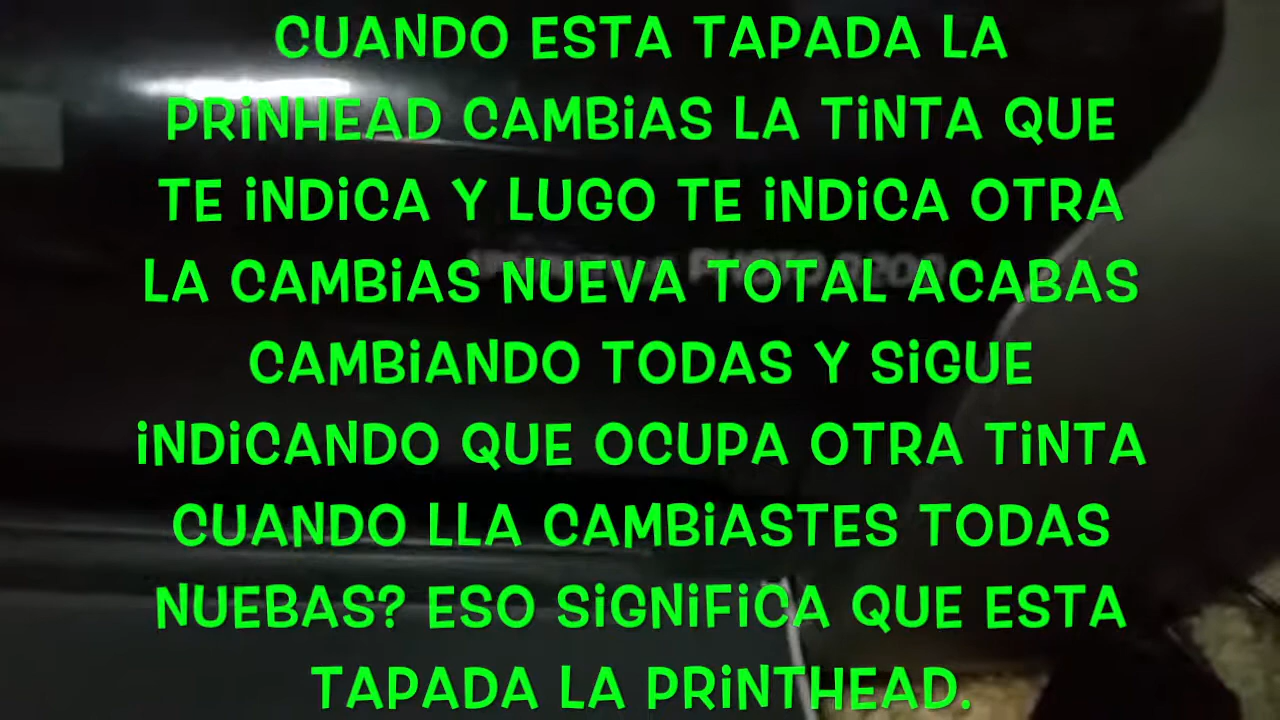 CUANDO ESTA TAPADA LA
PRINHEAD CAMBIAS LA TINTA QUE
TE INDICA Y LUGO TE INDICA OTRA
LA CAMBIAS NUEVA TOTAL ACABAS
CAMBIANDO TODAS Y SIGUE
INDICANDO QUE OCUPA OTRA TINTA
CUANDO LLA CAMBIASTES TODAS
NUEBAS? ESO SIGNIFICA QUE ESTA
TAPADA LA PRINTHEAD.